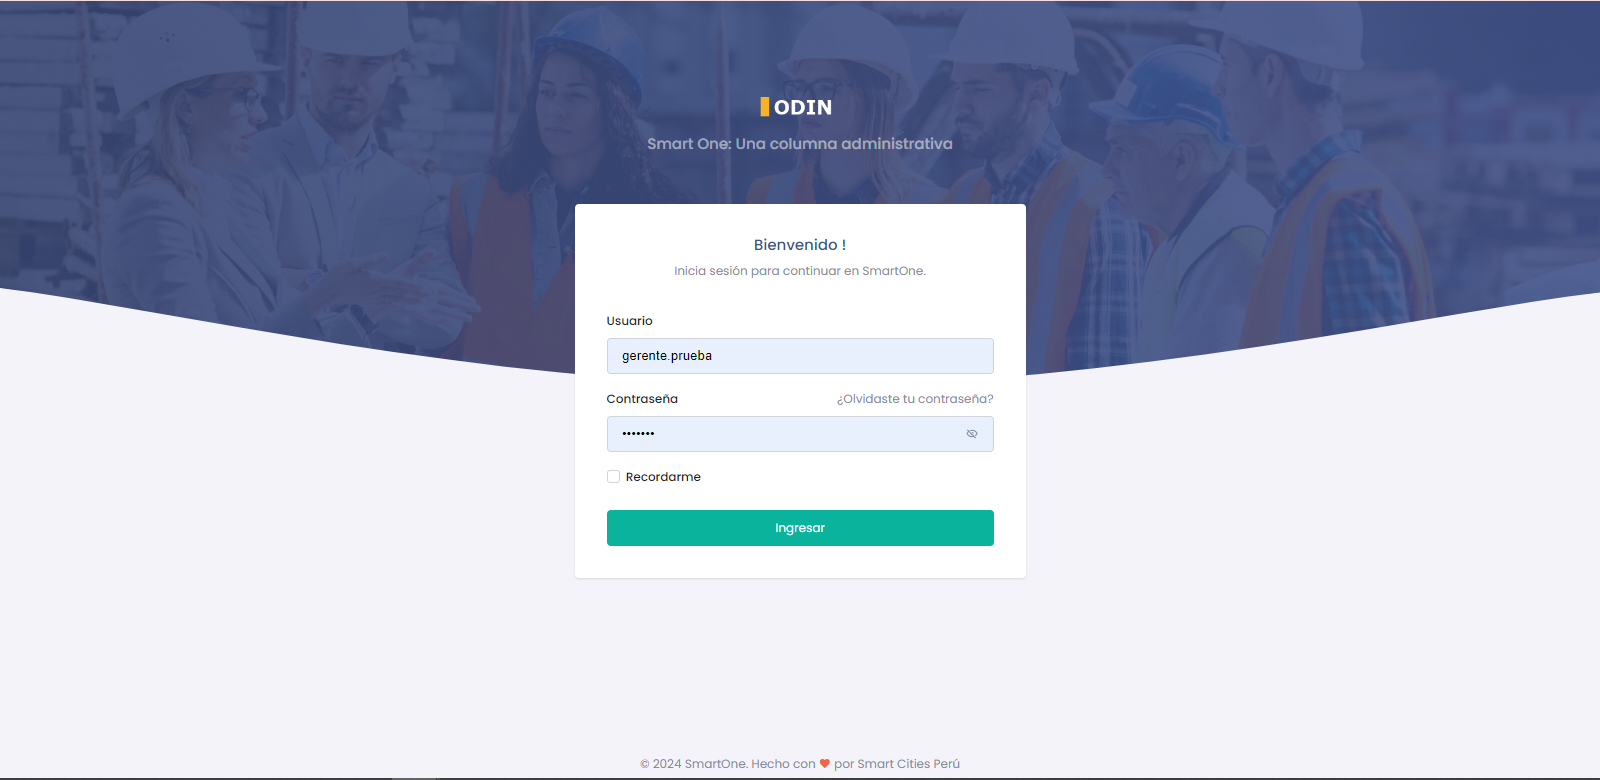 ODIN
Smart One: Una columna administrativa
Bienvenido !
Inicia sesión para continuar en SmartOne.
Usuario
gerente.prueba
Contraseña ¿Olvidaste tu contraseña?
•••••••
Recordarme
Ingresar
© 2024 SmartOne. Hecho con ❤ por Smart Cities Perú